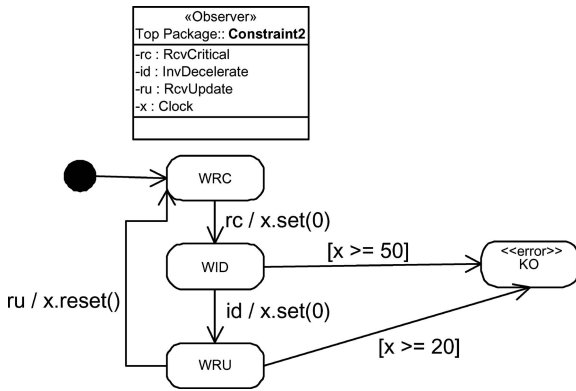 «Observer»
Top Package:: Constraint2
-rc : RcvCritical
-id : InvDecelerate
-ru : RcvUpdate
-x : Clock
WRC
rc / x.set(0)
WID
[x >= 50]
<<error>>
KO
ru / x.reset()
id / x.set(0)
WRU
[x >= 20]